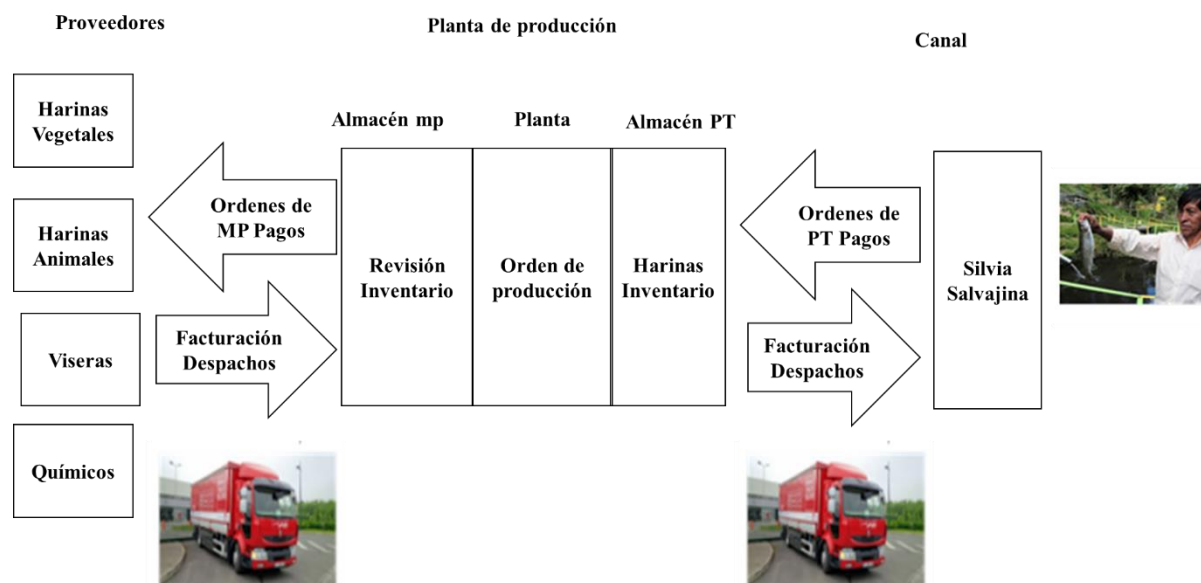 Proveedores
Planta de producción
Canal
Harinas
Vegetales
Harinas
Animales
Viseras
Químicos
Ordenes de
MP Pagos
Facturación
Despachos
Almacén mp
Planta
Almacén PT
Revisión
Inventario
Orden de
producción
Harinas
Inventario
Ordenes de
PT Pagos
Facturación
Despachos
Silvia
Salvajina